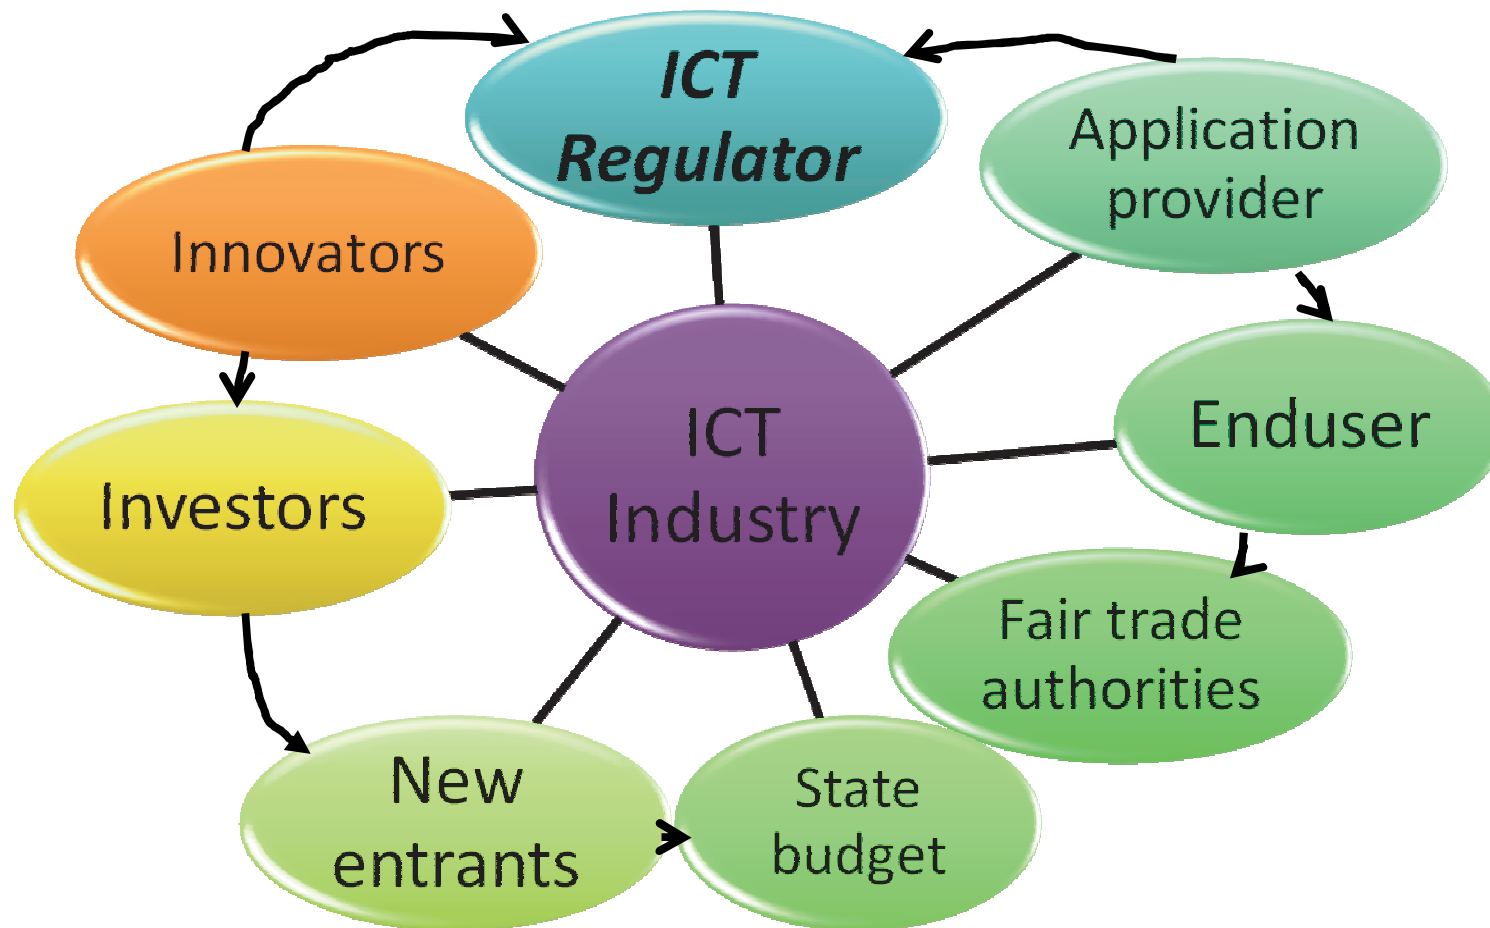 ICT
Regulator
Application
provider
Innovators
Enduser
ICT
Industry
Investors
Fair trade
authorities
New
entrants
State
budget